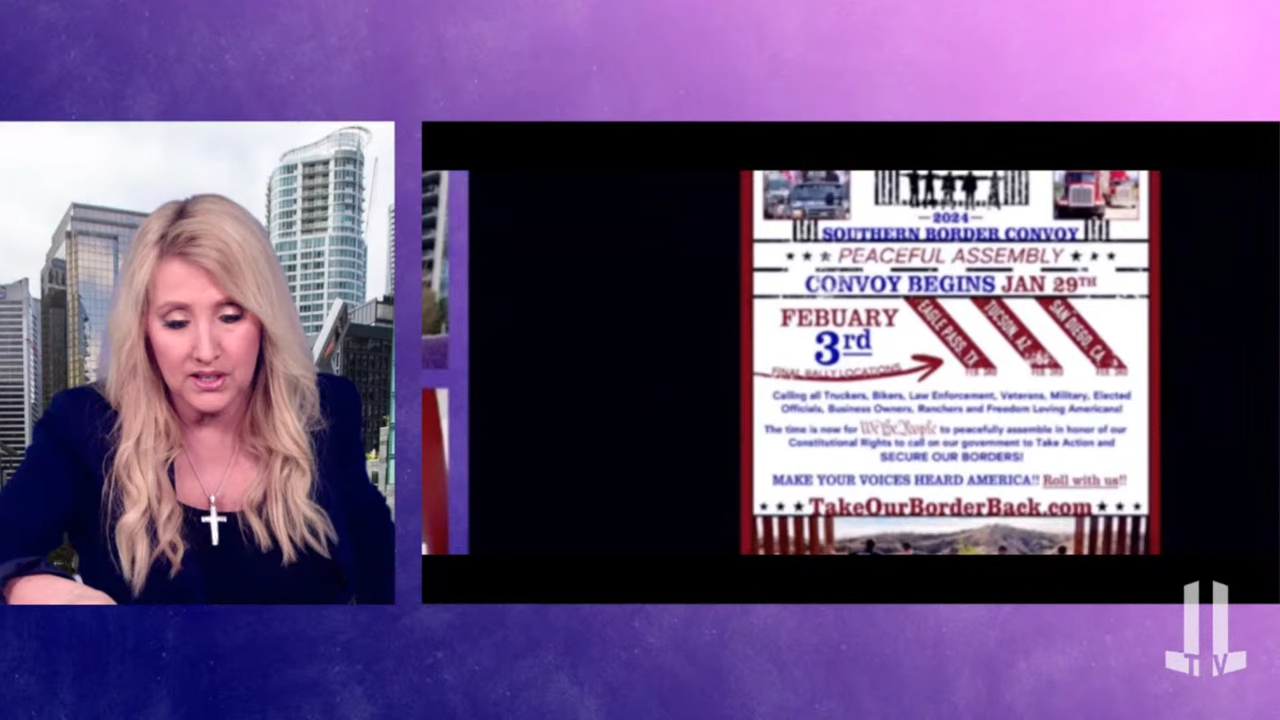 2024
SOUTHERN BORDER CONVOY
PEACEFUL ASSEMBLY
CONVOY BEGINS JAN 29TH
FEBUARY
3rd
FINAL RALLY LOCATIONS
EAGLE PASS, TX
TUCSON, AZ
SAN DIEGO, CA
Calling all Truckers, Bikers, Law Enforcement, Veterans, Military, Elected
Officials, Business Owners, Ranchers and Freedom Loving Americans!
The time is now for We the People to peacefully assemble in honor of our
Constitutional Rights to call on our government to Take Action and
SECURE OUR BORDERS!
MAKE YOUR VOICES HEARD AMERICA!! Roll with us!!
TakeOurBorderBack.com
TV